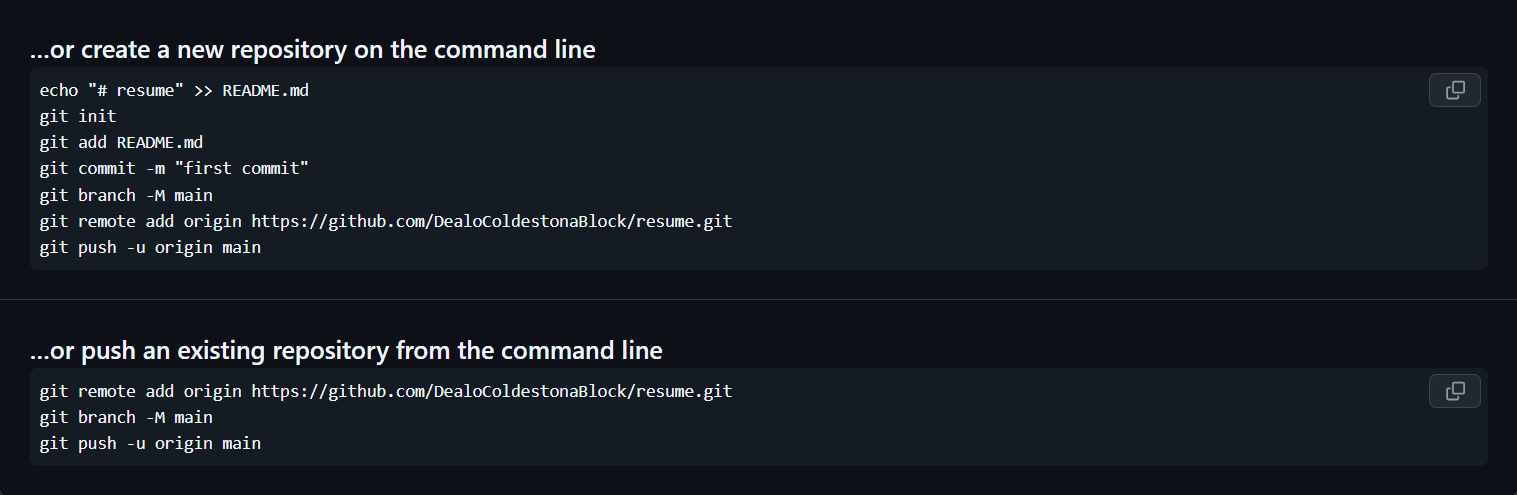 ...or create a new repository on the command line
echo "# resume" >> README.md
git init
git add README.md
git commit -m "first commit"
git branch -M main
git remote add origin https://github.com/DealoColdestonaBlock/resume.git
git push -u origin main
...or push an existing repository from the command line
git remote add origin https://github.com/DealoColdestonaBlock/resume.git
git branch -M main
git push -u origin main